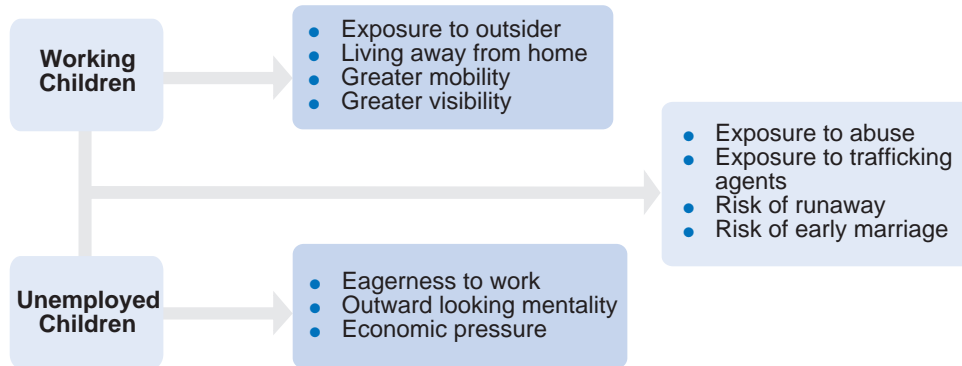 Working
Children
● Exposure to outsider
● Living away from home
● Greater mobility
● Greater visibility
● Exposure to abuse
● Exposure to trafficking
agents
● Risk of runaway
● Risk of early marriage
Unemployed
Children
● Eagerness to work
● Outward looking mentality
● Economic pressure